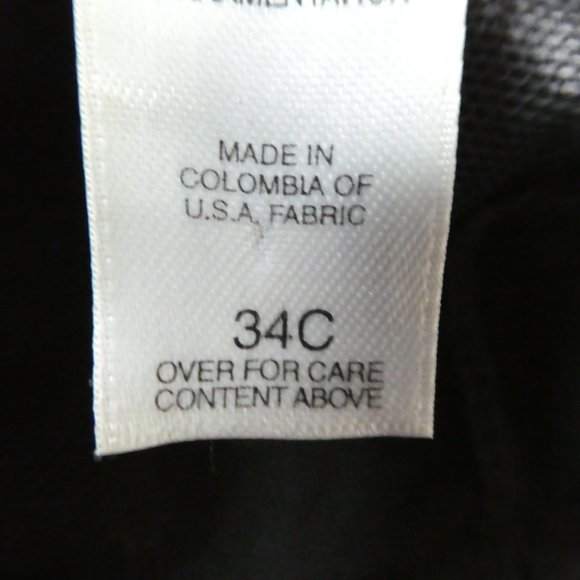 MADE IN
COLOMBIA OF
U.S.A. FABRIC
34C
OVER FOR CARE
CONTENT ABOVE